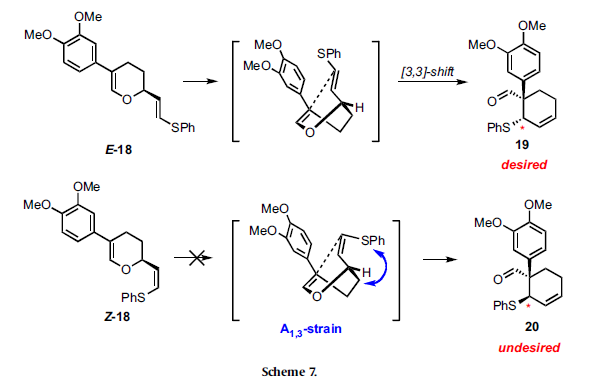 OMe
MeO
O
SPh
E-18
MeO
MeO
SPh
H
O
[3,3]-shift
OMe
MeO
O
PhS
*
19
desired
OMe
MeO
O
PhS
Z-18
MeO
MeO
SPh
H
O
A1,3-strain
OMe
MeO
O
PhS
*
20
undesired
Scheme 7.